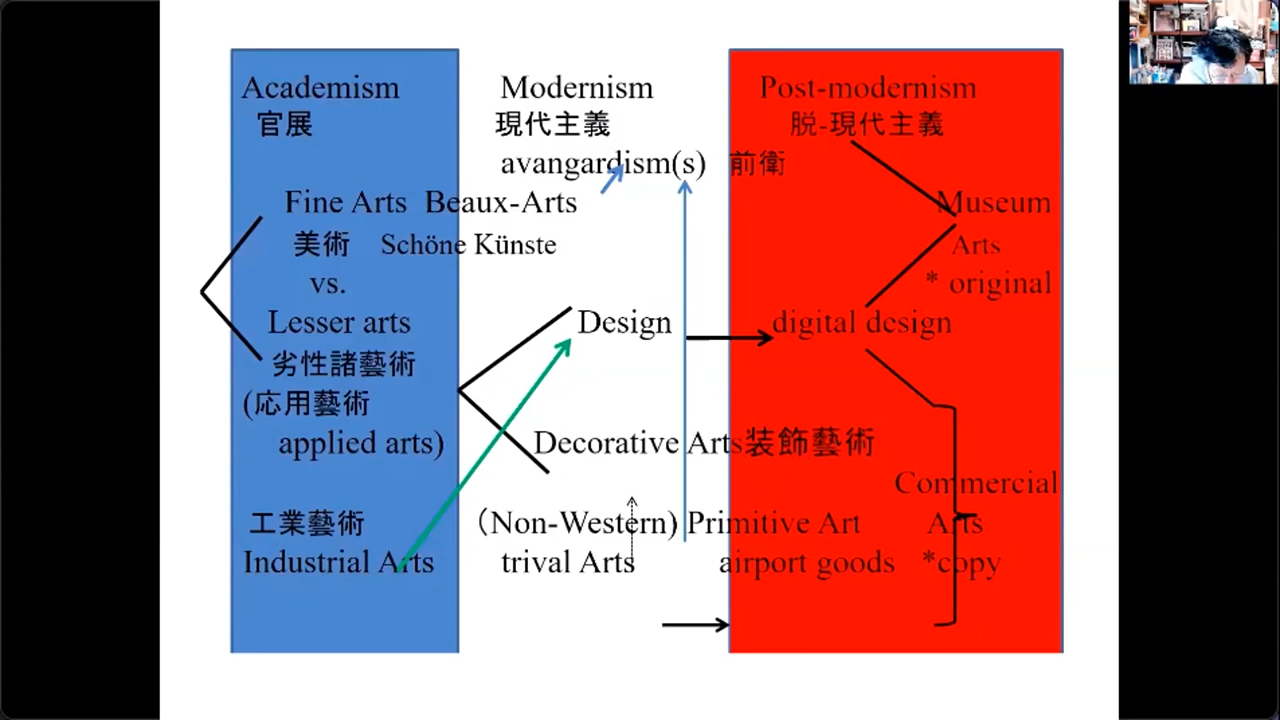 Academism Modernism Post-modernism
官展 現代主義 脱-現代主義
avangardism(s) 前衛
Fine Arts Beaux-Arts Museum
美術 Schöne Künste Arts
vs. * original
Lesser arts Design digital design
劣性諸藝術
(応用藝術
applied arts) Decorative Arts装飾藝術
Commercial
工業藝術 (Non-Western) Primitive Art Arts
Industrial Arts trival Arts airport goods *copy